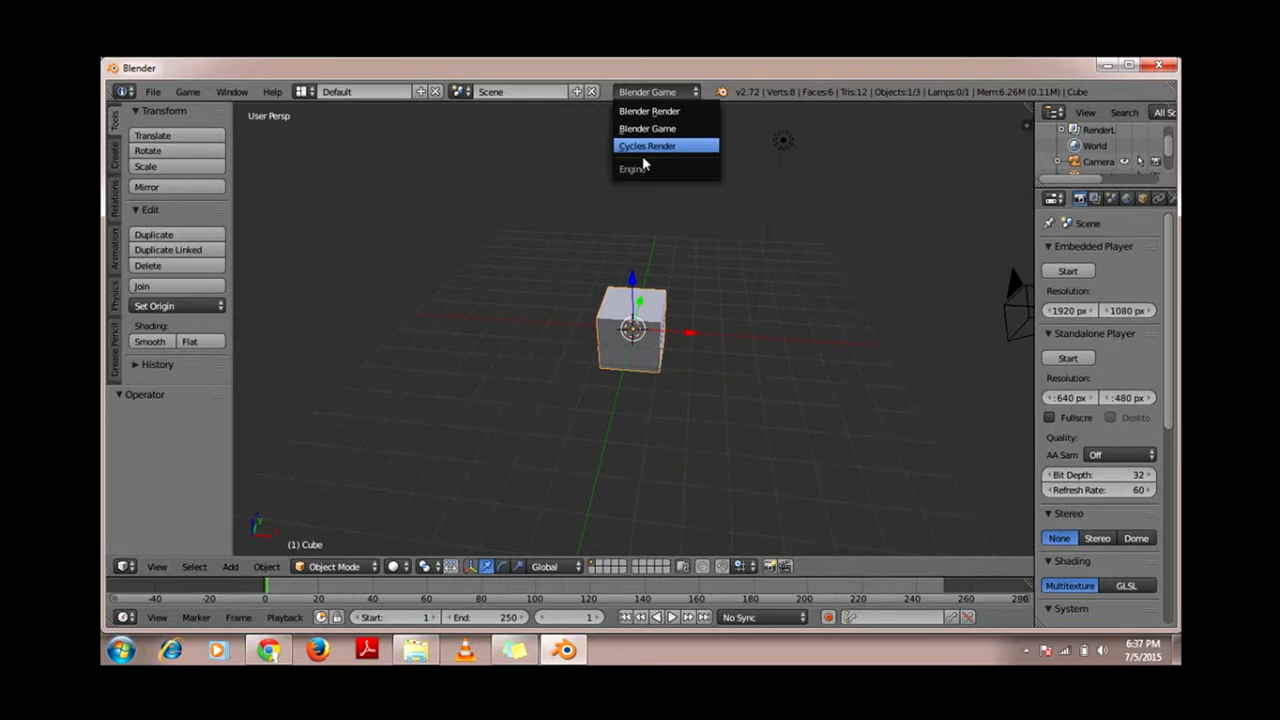 Blender
File Game Window Help Default Scene Blender Game v2.72 | Verts:8 | Faces:6 | Tris:12 | Objects:1/3 | Lamps:0/1 | Mem:6.26M (0.11M) | Cube
Blender Render
Blender Game
Cycles Render
Engine
Tools
Create
Relations
Animation
Physics
Grease Pencil
Transform
Translate
Rotate
Scale
Mirror
Edit
Duplicate
Duplicate Linked
Delete
Join
Set Origin
Shading:
Smooth Flat
History
Operator
User Persp
(1) Cube
View Search All Sc
RenderL
World
Camera
Scene
Embedded Player
Start
Resolution:
1920 px 1080 px
Standalone Player
Start
Resolution:
:640 px :480 px
Fullscre Deskto
Quality:
AA Sam Off
Bit Depth: 32
Refresh Rate: 60
Stereo
None Stereo Dome
Shading
Multitexture GLSL
System
View Select Add Object Object Mode Global
-40 -20 0 20 40 60 80 100 120 140 160 180 200 220 240 260 280
View Marker Frame Playback Start: 1 End: 250 1 No Sync
6:37 PM
7/5/2015